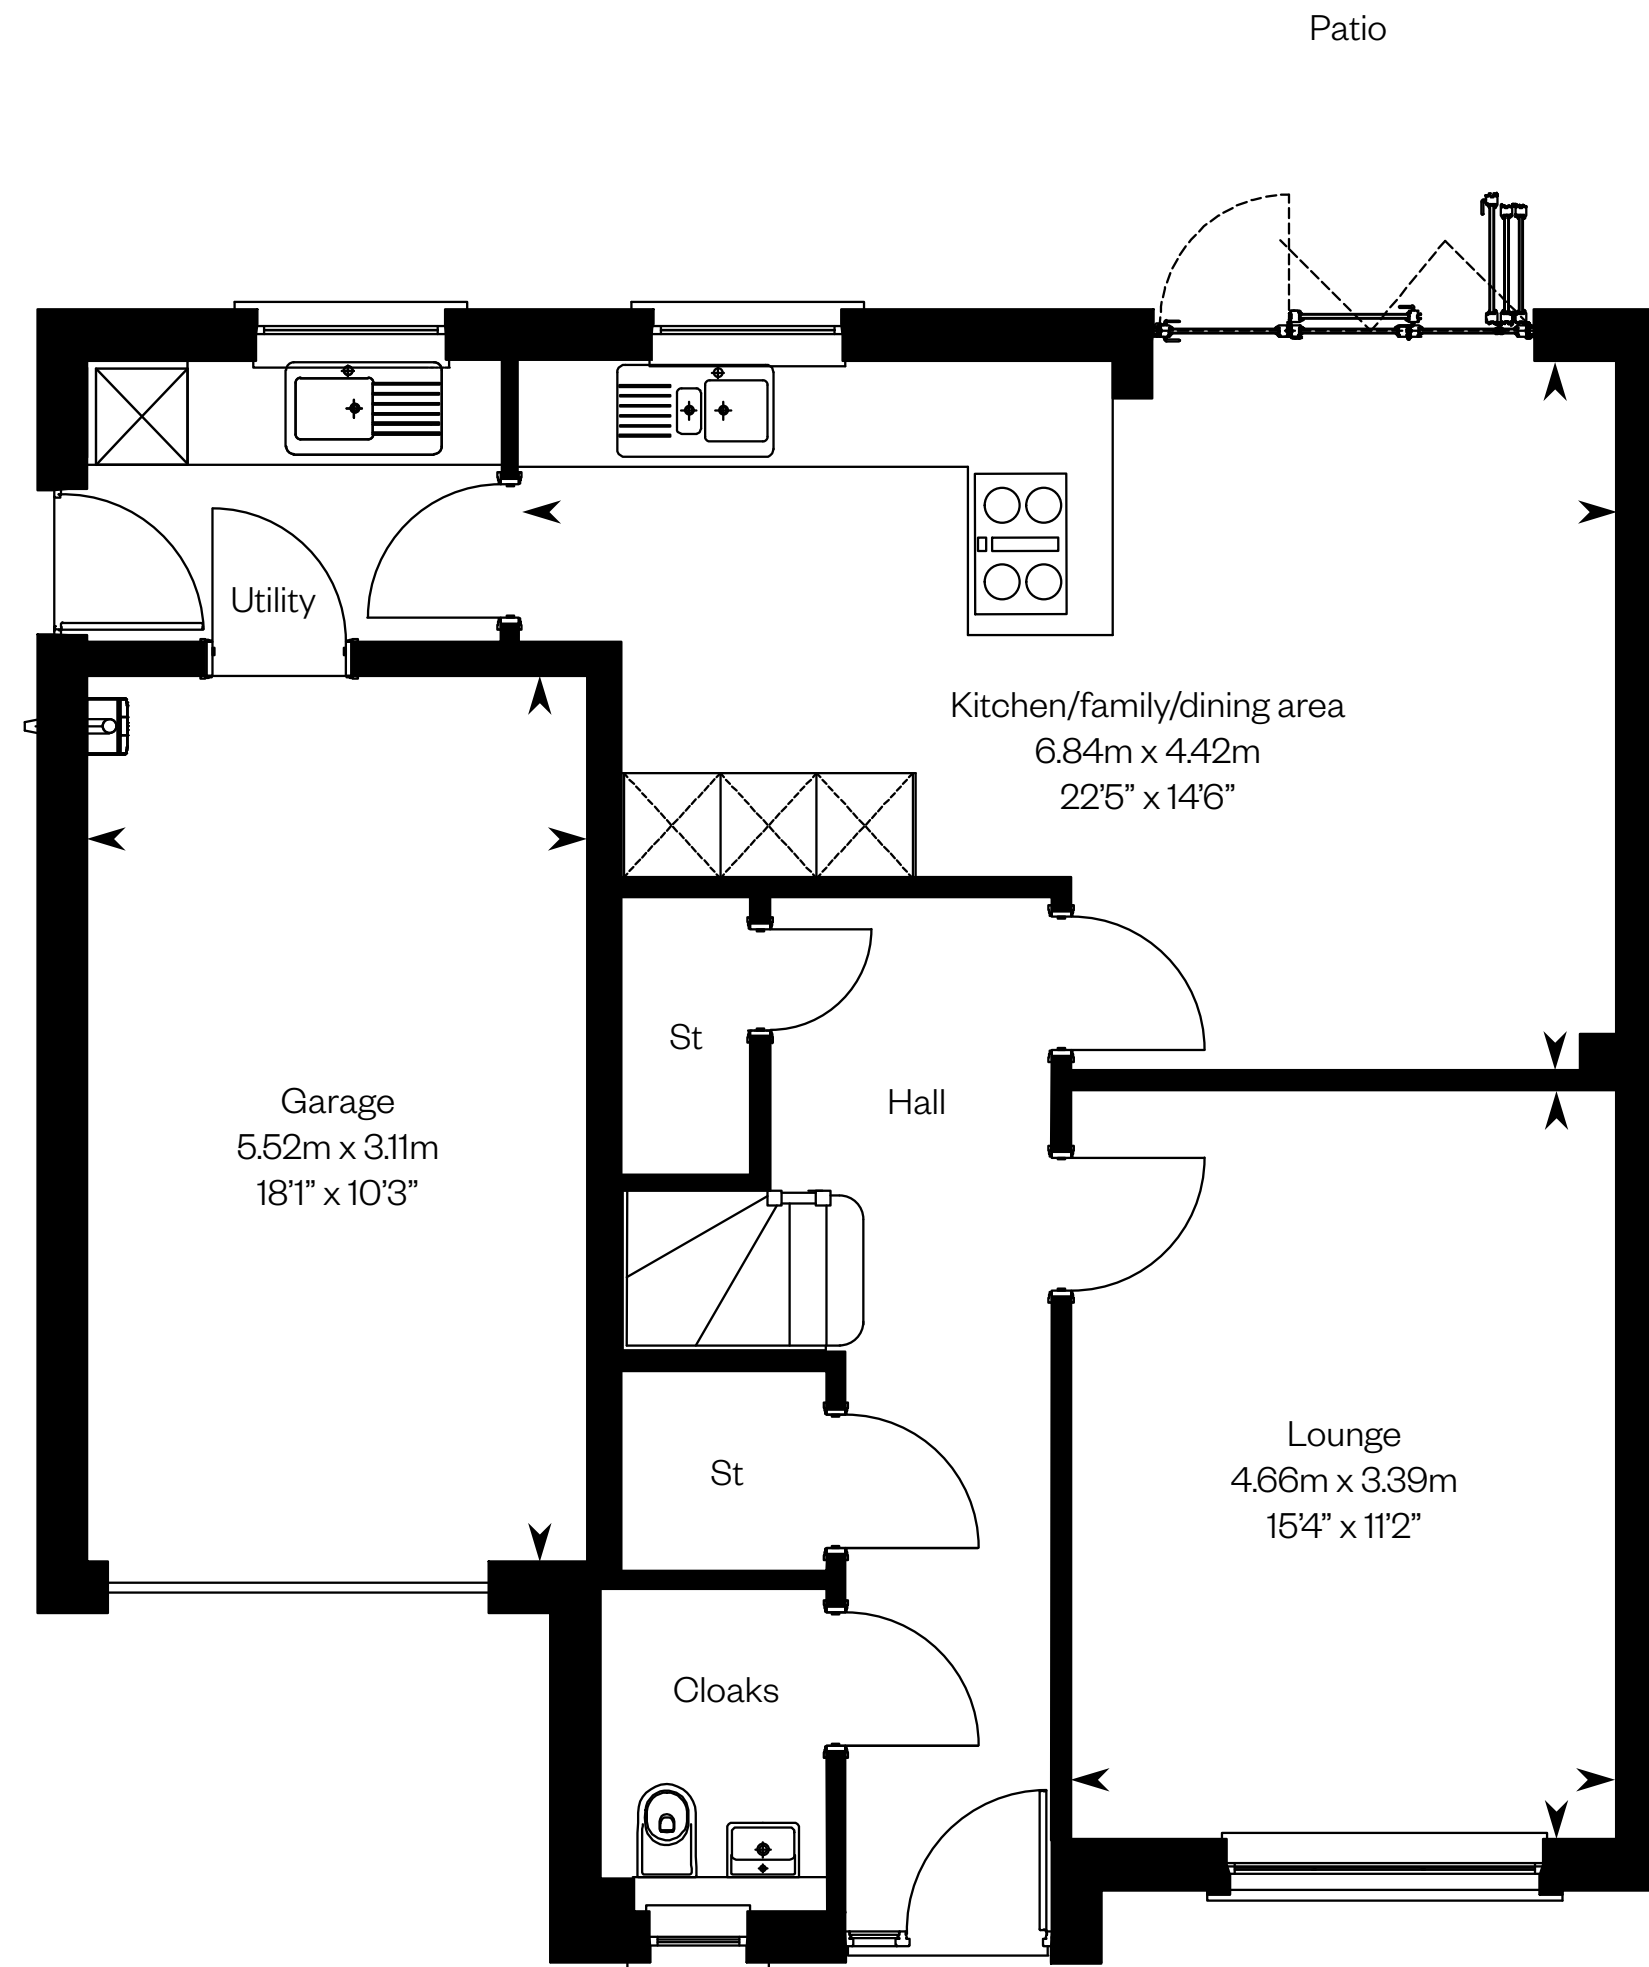 Patio
Utility
Kitchen/family/dining area
6.84m x 4.42m
22’5” x 14’6”
St
Hall
Garage
5.52m x 3.11m
18’1” x 10’3”
Lounge
4.66m x 3.39m
15’4” x 11’2”
St
Cloaks